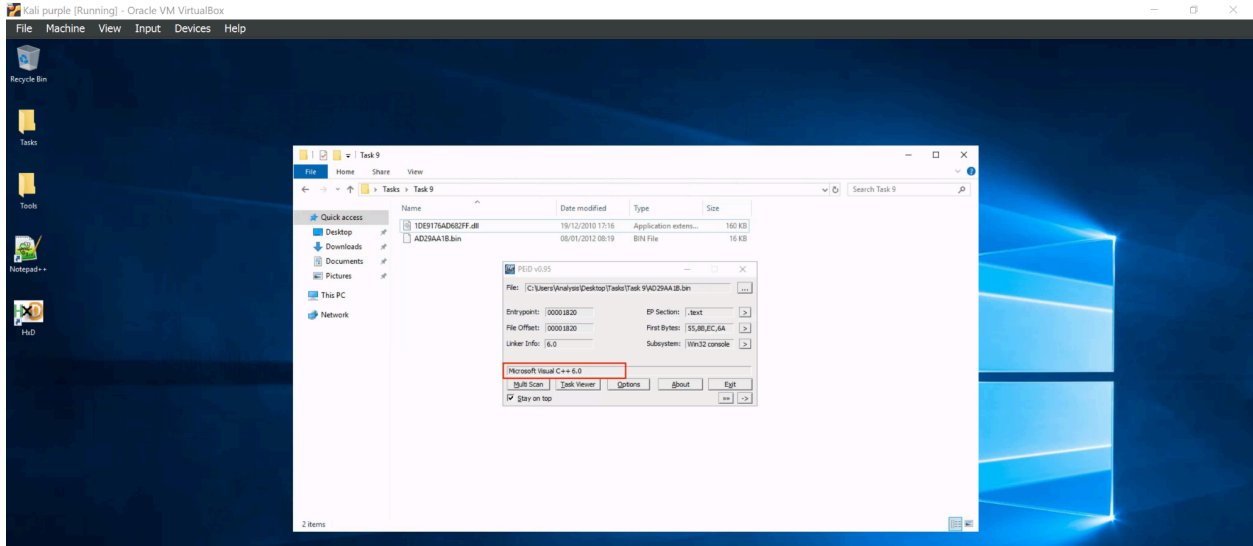 Kali purple [Running] - Oracle VM VirtualBox
File Machine View Input Devices Help
Recycle Bin
Tasks
Tools
Notepad++
HxD
Task 9
File Home Share View
Tasks > Task 9
Search Task 9
Name Date modified Type Size
1DE9176AD682FF.dll 19/12/2010 17:16 Application extens... 160 KB
AD29AA1B.bin 08/01/2012 08:19 BIN File 16 KB
Quick access
Desktop
Downloads
Documents
Pictures
This PC
Network
PEiD v0.95
File: C:\Users\Analysis\Desktop\Tasks\Task 9\AD29AA1B.bin ...
Entrypoint: 00001820 EP Section: .text >
File Offset: 00001820 First Bytes: 55,8B,EC,6A >
Linker Info: 6.0 Subsystem: Win32 console >
Microsoft Visual C++ 6.0
Multi Scan Task Viewer Options About Exit
Stay on top »» ->
2 items